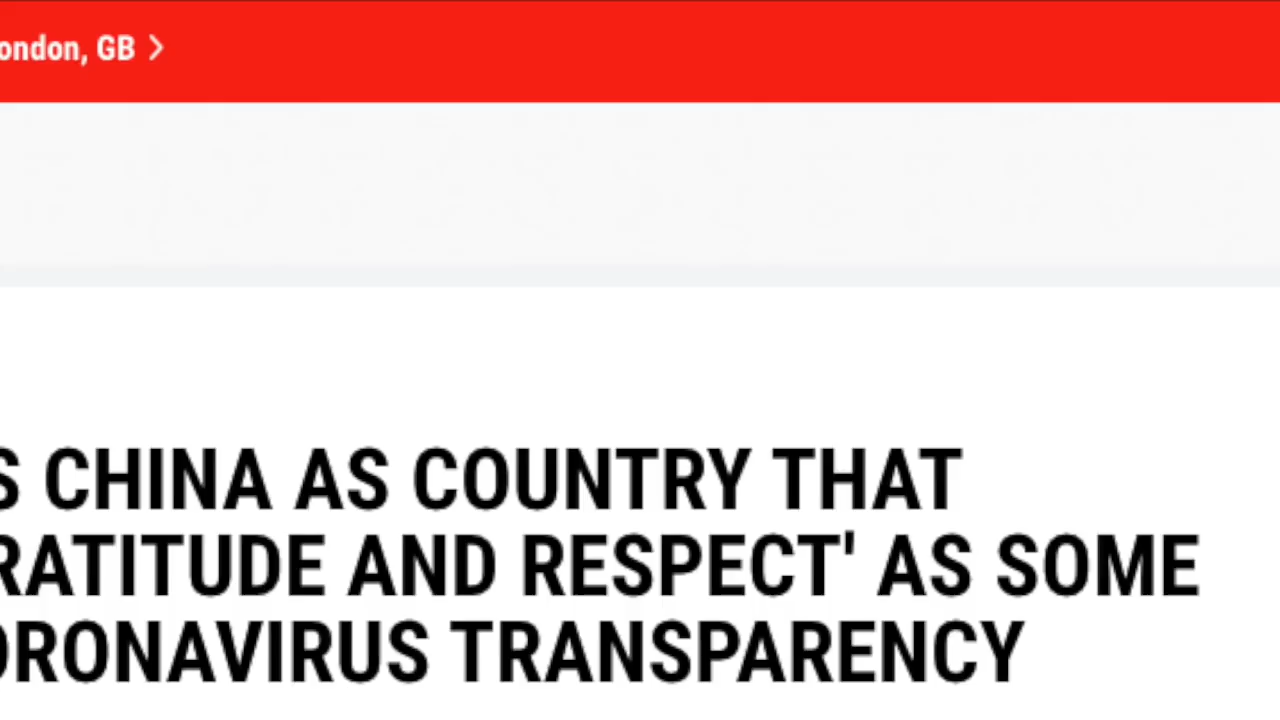 ondon, GB >
S CHINA AS COUNTRY THAT
RATITUDE AND RESPECT' AS SOME
ORONAVIRUS TRANSPARENCY